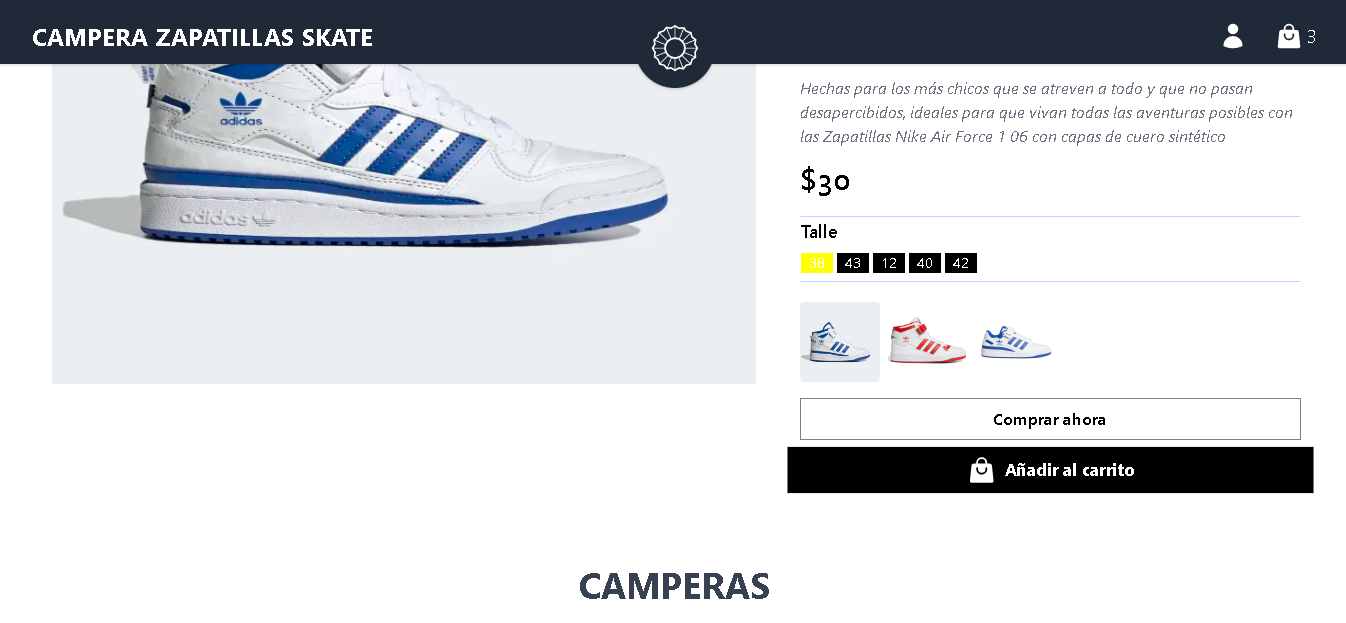 CAMPERA ZAPATILLAS SKATE
3
adidas
adidas
Hechas para los más chicos que se atreven a todo y que no pasan
desapercibidos, ideales para que vivan todas las aventuras posibles con
las Zapatillas Nike Air Force 1 06 con capas de cuero sintético
$30
Talle
38 43 12 40 42
Comprar ahora
Añadir al carrito
CAMPERAS